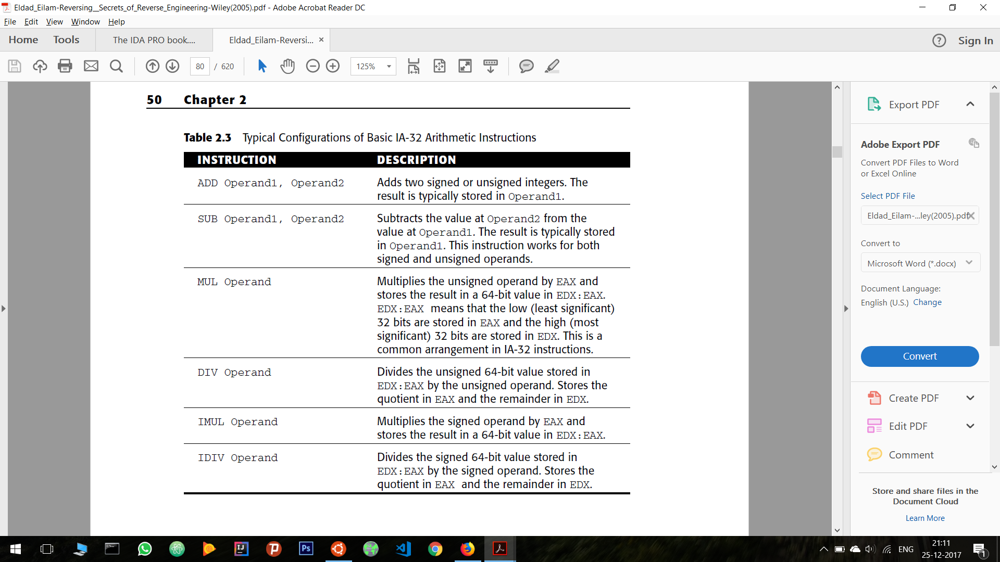 Eldad_Eilam-Reversing__Secrets_of_Reverse_Engineering-Wiley(2005).pdf - Adobe Acrobat Reader DC
File Edit View Window Help
Home Tools The IDA PRO book.... Eldad_Eilam-Reversi... × ? Sign In
80 / 620 125%
50 Chapter 2
Table 2.3 Typical Configurations of Basic IA-32 Arithmetic Instructions
INSTRUCTION DESCRIPTION
ADD Operand1, Operand2 Adds two signed or unsigned integers. The
result is typically stored in Operand1.
SUB Operand1, Operand2 Subtracts the value at Operand2 from the
value at Operand1. The result is typically stored
in Operand1. This instruction works for both
signed and unsigned operands.
MUL Operand Multiplies the unsigned operand by EAX and
stores the result in a 64-bit value in EDX:EAX.
EDX:EAX means that the low (least significant)
32 bits are stored in EAX and the high (most
significant) 32 bits are stored in EDX. This is a
common arrangement in IA-32 instructions.
DIV Operand Divides the unsigned 64-bit value stored in
EDX:EAX by the unsigned operand. Stores the
quotient in EAX and the remainder in EDX.
IMUL Operand Multiplies the signed operand by EAX and
stores the result in a 64-bit value in EDX:EAX.
IDIV Operand Divides the signed 64-bit value stored in
EDX:EAX by the signed operand. Stores the
quotient in EAX and the remainder in EDX.
Export PDF
Adobe Export PDF
Convert PDF Files to Word
or Excel Online
Select PDF File
Eldad_Eilam-...ley(2005).pdf
Convert to
Microsoft Word (*.docx)
Document Language:
English (U.S.) Change
Convert
Create PDF
Edit PDF
Comment
Store and share files in the
Document Cloud
Learn More
IJ P Ps
ENG
21:11
25-12-2017
1